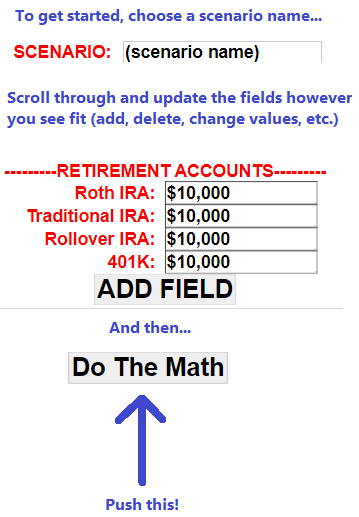 To get started, choose a scenario name...
SCENARIO: (scenario name)
Scroll through and update the fields however
you see fit (add, delete, change values, etc.)
---------RETIREMENT ACCOUNTS---------
Roth IRA: $10,000
Traditional IRA: $10,000
Rollover IRA: $10,000
401K: $10,000
ADD FIELD
And then...
Do The Math
Push this!